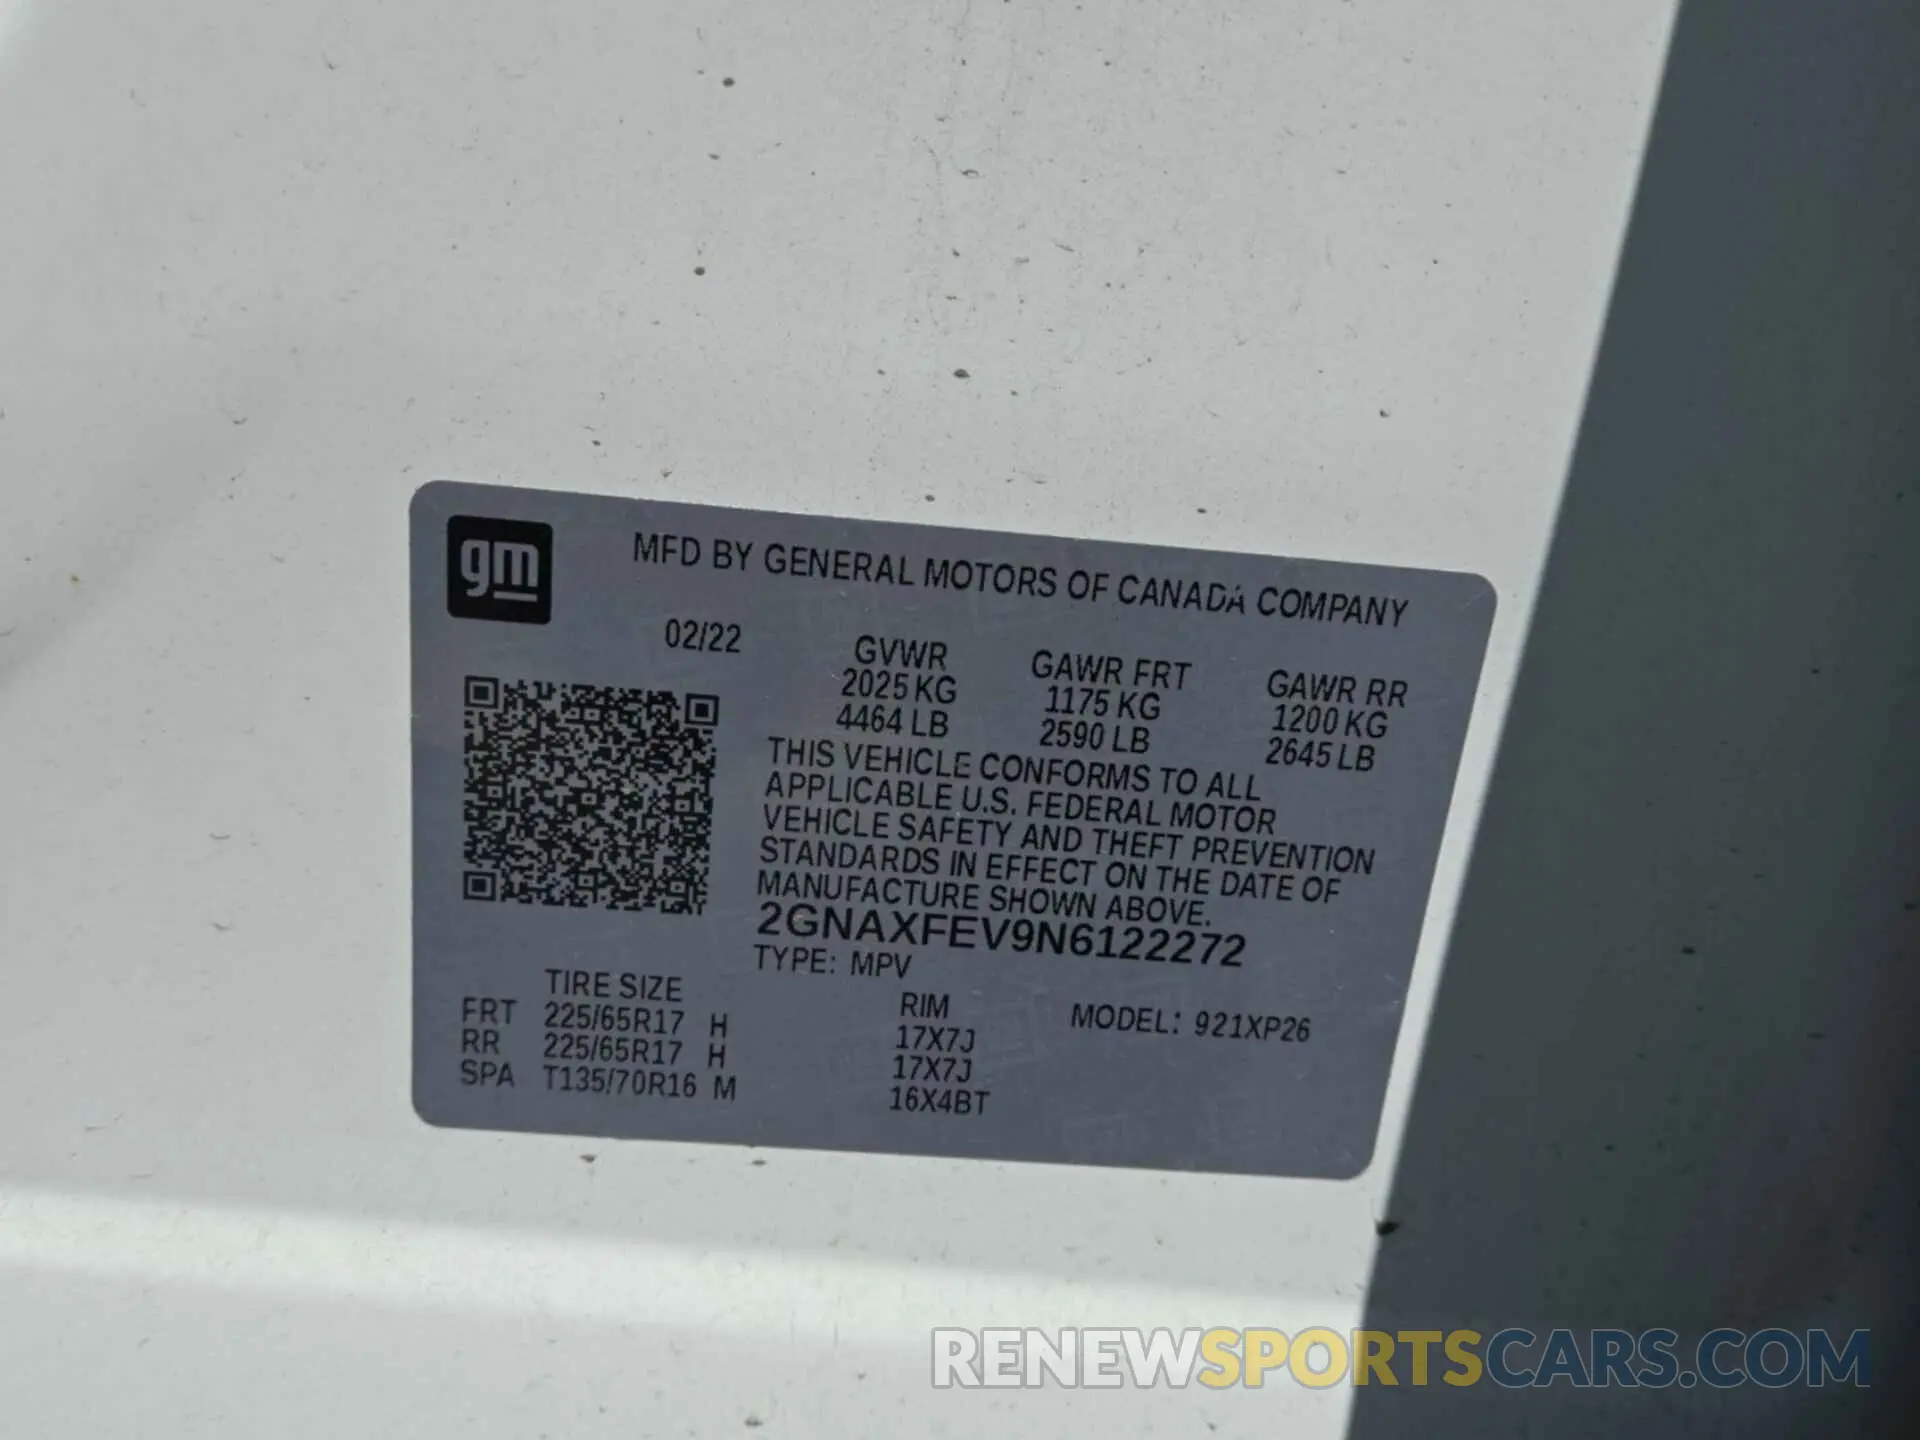 gm
MFD BY GENERAL MOTORS OF CANADA COMPANY
02/22
GVWR
2025 KG
4464 LB
GAWR FRT
1175 KG
2590 LB
GAWR RR
1200 KG
2645 LB
THIS VEHICLE CONFORMS TO ALL
APPLICABLE U.S. FEDERAL MOTOR
VEHICLE SAFETY AND THEFT PREVENTION
STANDARDS IN EFFECT ON THE DATE OF
MANUFACTURE SHOWN ABOVE.
2GNAXFEV9N6122272
TYPE: MPV
MODEL: 921XP26
TIRE SIZE RIM
FRT 225/65R17 H 17X7J
RR 225/65R17 H 17X7J
SPA T135/70R16 M 16X4BT
RENEWSPORTSCARS.COM